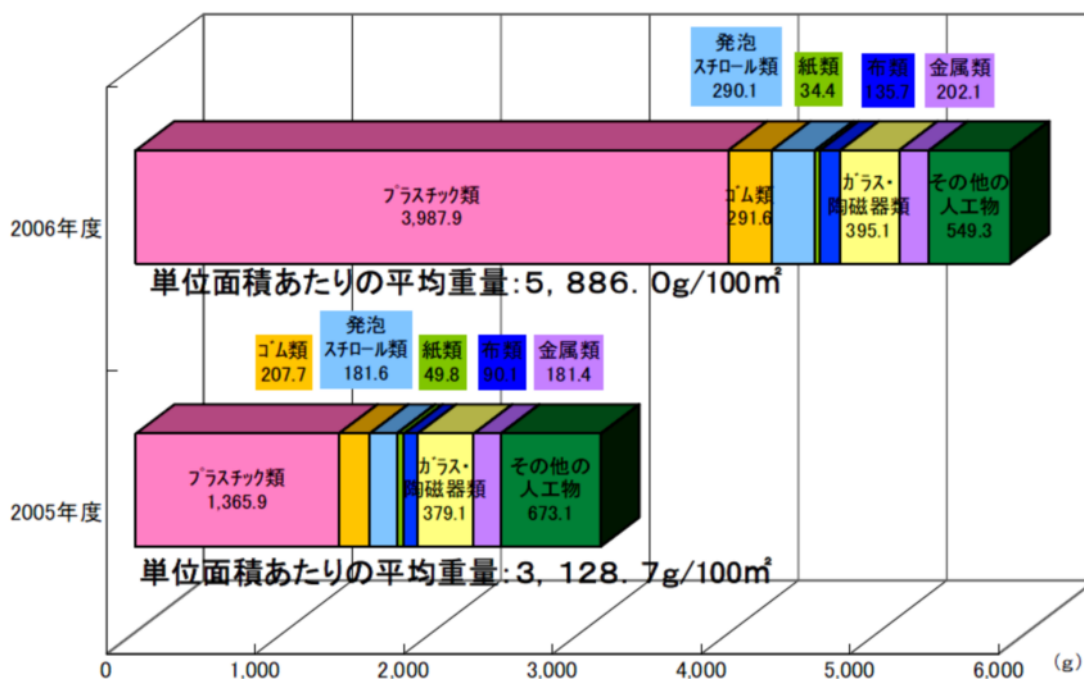 発泡
スチロール類
290.1
紙類
34.4
布類
135.7
金属類
202.1
2006年度
プラスチック類
3,987.9
ゴム類
291.6
ガラス・
陶磁器類
395.1
その他の
人工物
549.3
単位面積あたりの平均重量:5,886.0g/100㎡
ゴム類
207.7
発泡
スチロール類
181.6
紙類
49.8
布類
90.1
金属類
181.4
2005年度
プラスチック類
1,365.9
ガラス・
陶磁器類
379.1
その他の
人工物
673.1
単位面積あたりの平均重量:3,128.7g/100㎡
0 1.000 2.000 3.000 4.000 5.000 6.000 (g)